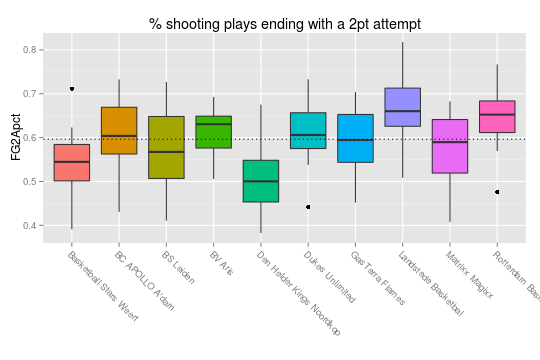 % shooting plays ending with a 2pt attempt
FG2Apct
0.8
0.7
0.6
0.5
0.4
Basketball Stars Weert
BC APOLLO A'dam
BS Leiden
BV Aris
Den Helder Kings Noordkop
Dukes Unlimited
GasTerra Flames
Landstede Basketbal
Matrixx Magixx
Rotterdam Bas